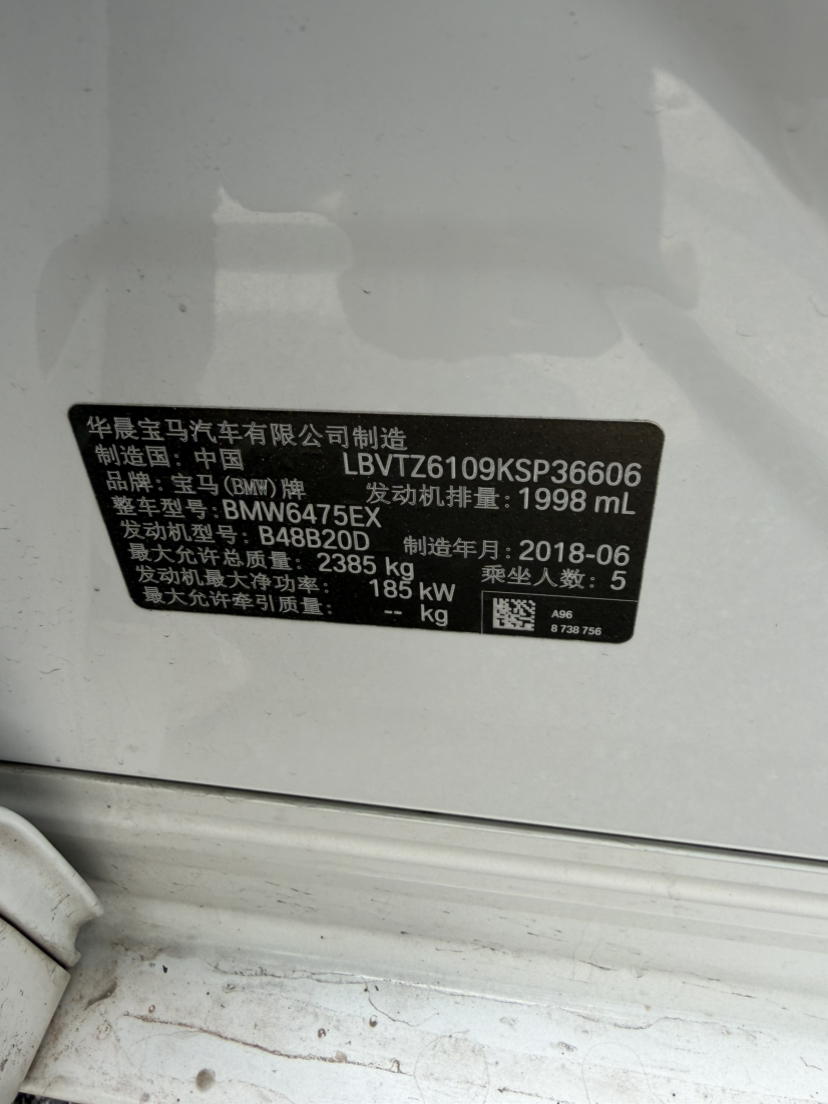 华晨宝马汽车有限公司制造
制造国：中国 LBVTZ6109KSP36606
品牌：宝马(BMW)牌 发动机排量：1998 mL
整车型号：BMW6475EX
发动机型号：B48B20D 制造年月：2018-06
最大允许总质量：2385 kg 乘坐人数：5
发动机最大净功率：185 kW
最大允许牵引质量：-- kg
A96
8 738 756